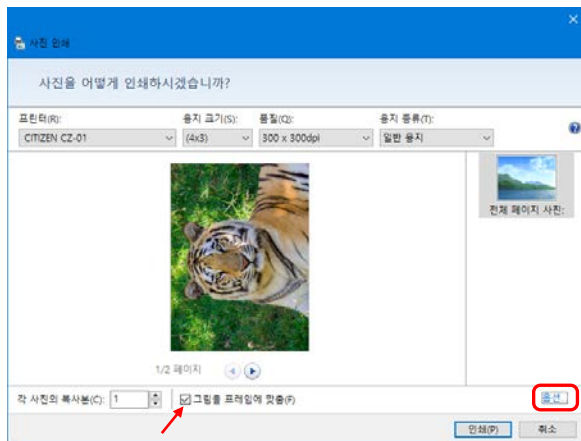 사진 인쇄
사진을 어떻게 인쇄하시겠습니까?
프린터(R): 용지 크기(S): 품질(Q): 용지 종류(T):
CITIZEN CZ-01 (4x3) 300 x 300dpi 일반 용지
전체 페이지 사진:
1/2 페이지
각 사진의 복사본(C): 1 그림을 프레임에 맞춤(F) 옵션
인쇄(P) 취소